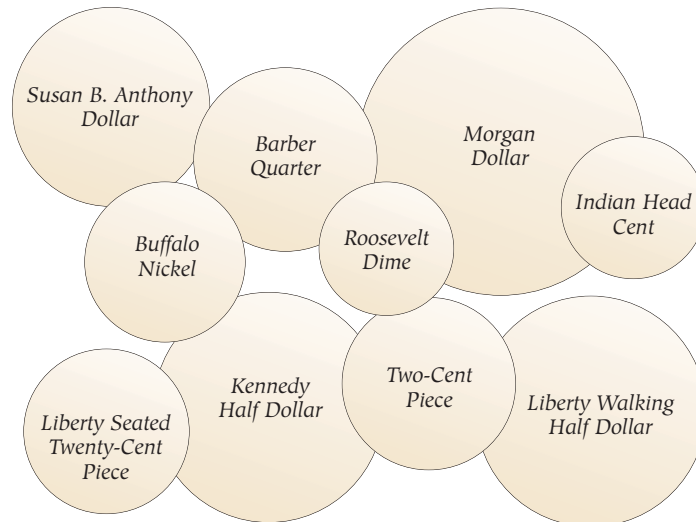 Susan B. Anthony
Dollar
Barber
Quarter
Morgan
Dollar
Indian Head
Cent
Buffalo
Nickel
Roosevelt
Dime
Kennedy
Half Dollar
Two-Cent
Piece
Liberty Walking
Half Dollar
Liberty Seated
Twenty-Cent
Piece